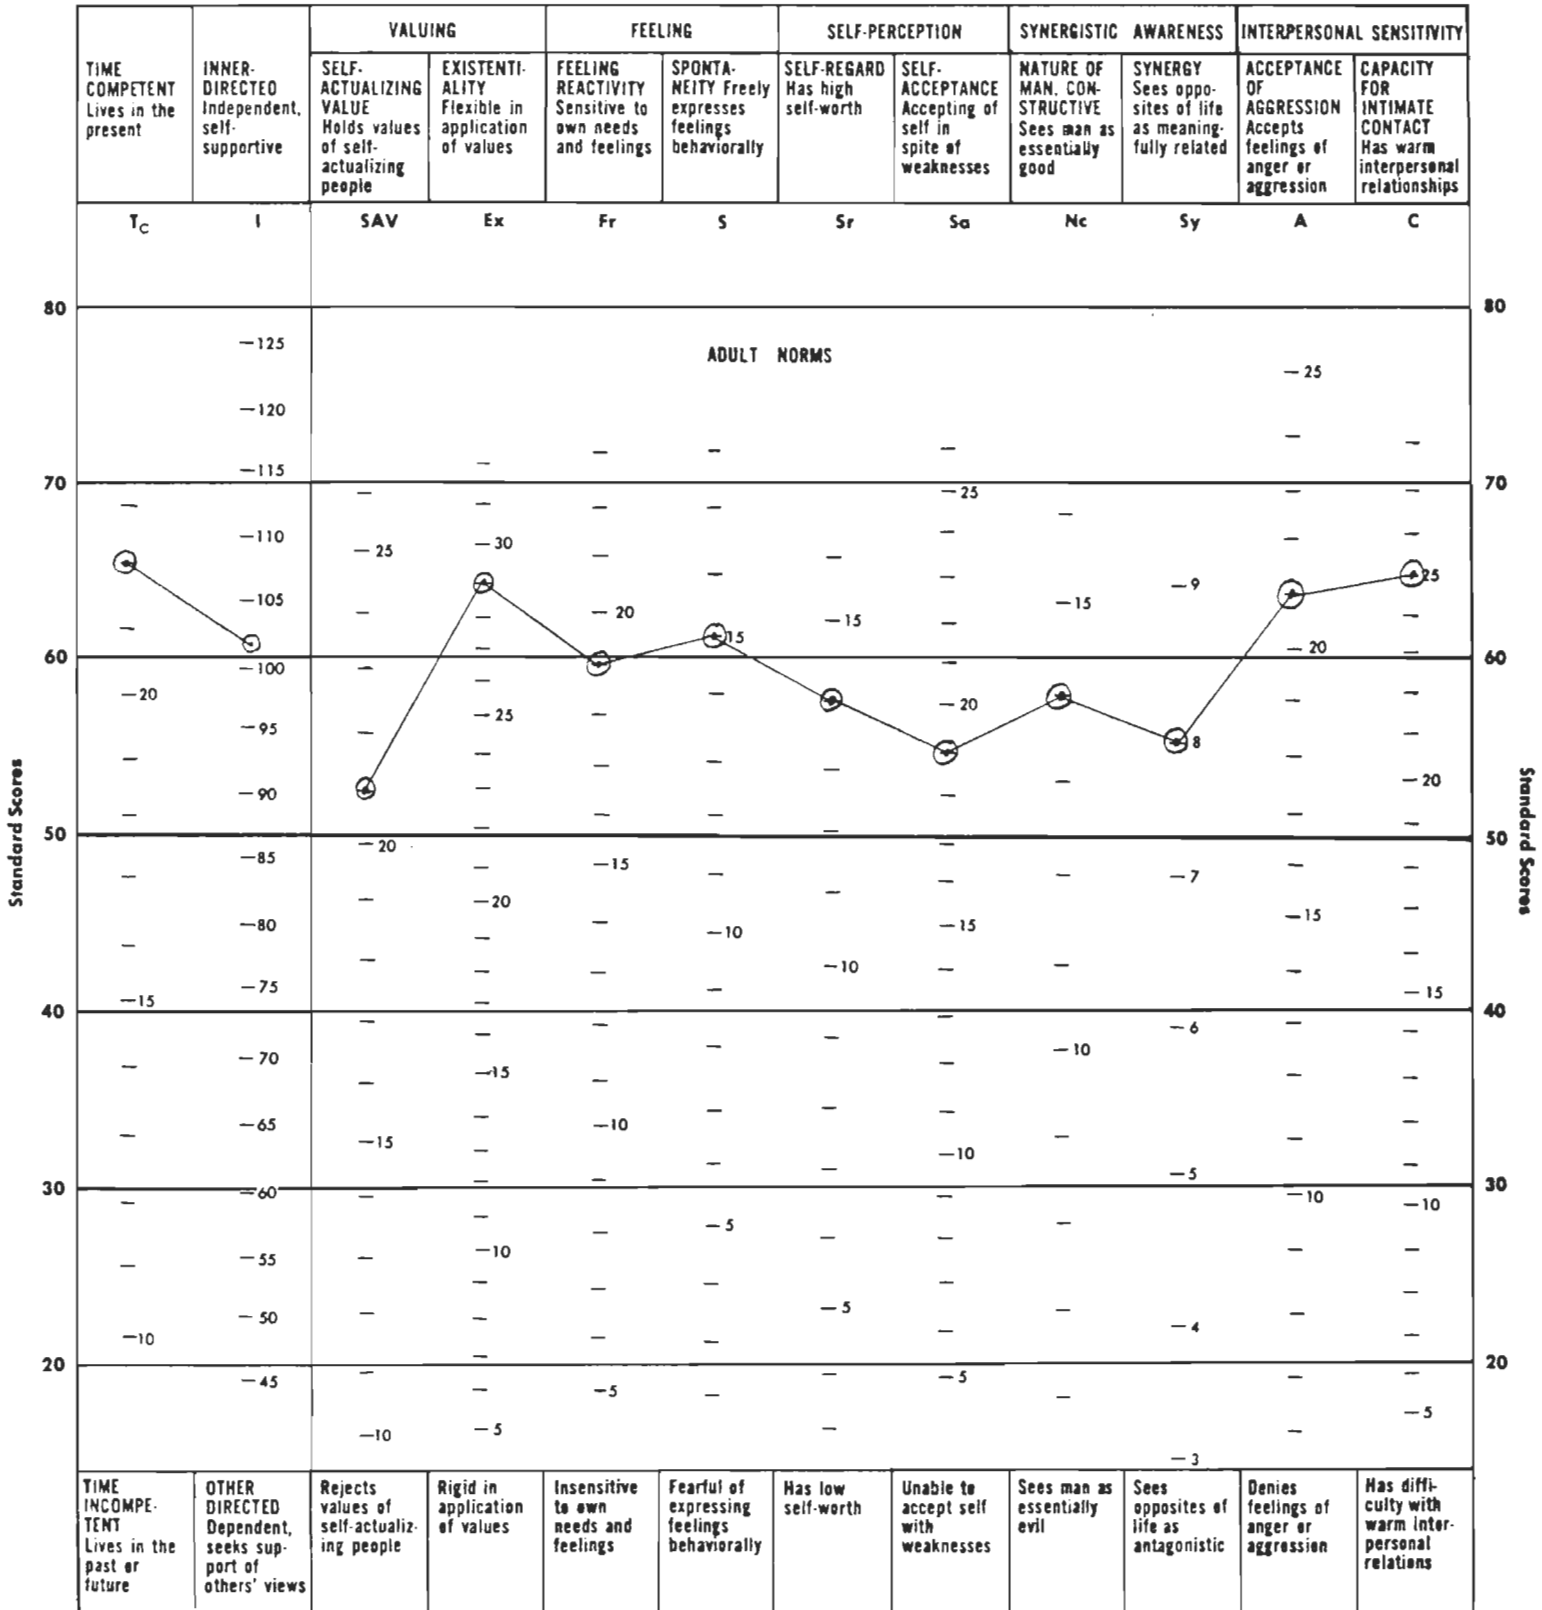 VALUING
FEELING
SELF-PERCEPTION
SYNERGISTIC AWARENESS
INTERPERSONAL SENSITIVITY
TIME
COMPETENT
Lives in the
present
INNER-
DIRECTED
Independent,
self-
supportive
SELF-
ACTUALIZING
VALUE
Holds values
of self-
actualizing
people
EXISTENTI-
ALITY
Flexible in
application
of values
FEELING
REACTIVITY
Sensitive to
own needs
and feelings
SPONTA-
NEITY Freely
expresses
feelings
behaviorally
SELF-REGARD
Has high
self-worth
SELF-
ACCEPTANCE
Accepting of
self in
spite of
weaknesses
NATURE OF
MAN, CON-
STRUCTIVE
Sees man as
essentially
good
SYNERGY
Sees oppo-
sites of life
as meaning-
fully related
ACCEPTANCE
OF
AGGRESSION
Accepts
feelings of
anger or
aggression
CAPACITY
FOR
INTIMATE
CONTACT
Has warm
interpersonal
relationships
TC I SAV Ex Fr S Sr Sa Nc Sy A C
80 80
125
ADULT NORMS
25
120
115
70 70
25
110
30
25
25
9
105
15
20
15
15
20
60 60
100
20
20
25
95
8
20
90
50 50
20
85
15
7
20
15
80
15
10
10
75
15
15
40 40
6
10
70
15
65
10
15
10
5
30 30
60
10
10
5
10
55
5
50
4
10
20 20
45
5
5
5
5
10
3
Standard Scores
Standard Scores
TIME
INCOMPE-
TENT
Lives in the
past or
future
OTHER
DIRECTED
Dependent,
seeks sup-
port of
others' views
Rejects
values of
self-actualiz-
ing people
Rigid in
application
of values
Insensitive
to own
needs and
feelings
Fearful of
expressing
feelings
behaviorally
Has low
self-worth
Unable to
accept self
with
weaknesses
Sees man as
essentially
evil
Sees
opposites of
life as
antagonistic
Denies
feelings of
anger or
aggression
Has diffi-
culty with
warm inter-
personal
relations